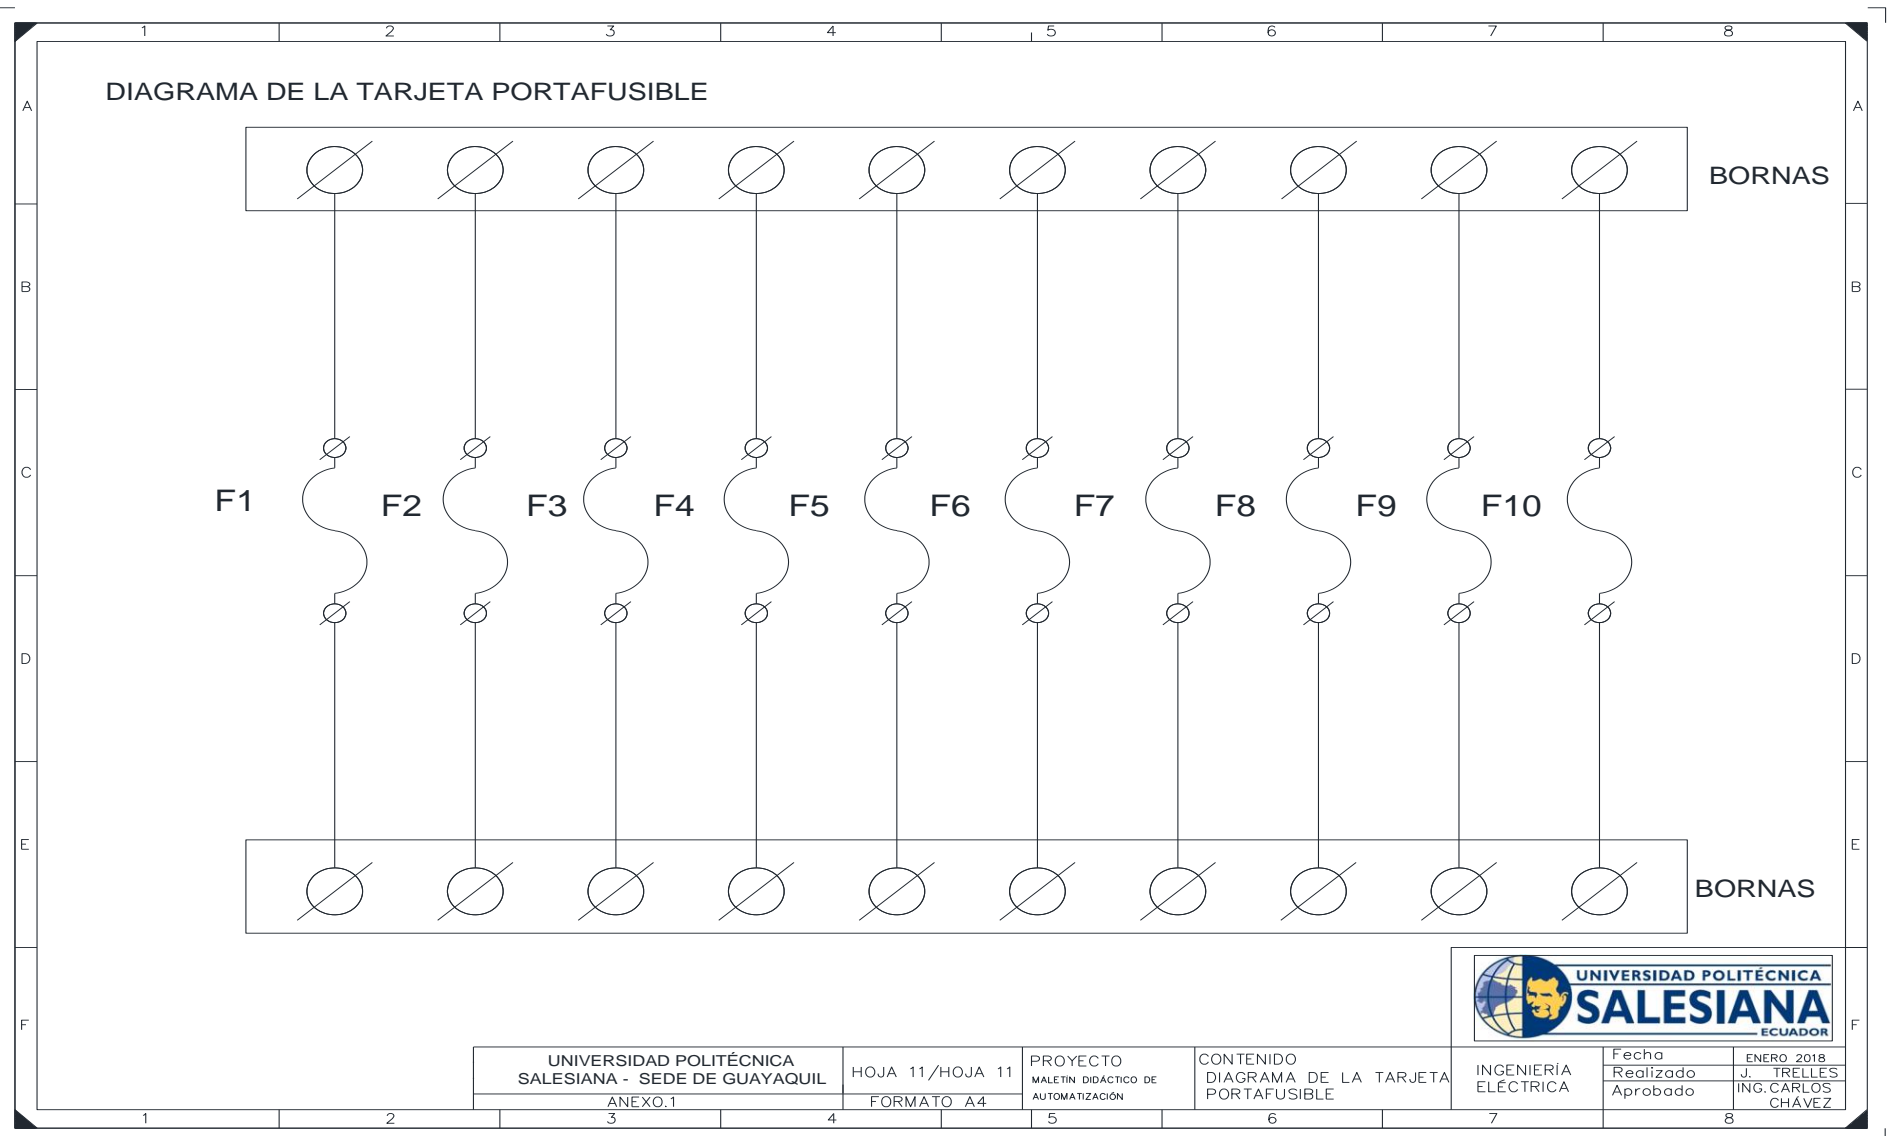 1 2 3 4 5 6 7 8
DIAGRAMA DE LA TARJETA PORTAFUSIBLE
A A
BORNAS
B B
C C
F1 F2 F3 F4 F5 F6 F7 F8 F9 F10
D D
E E
BORNAS
UNIVERSIDAD POLITÉCNICA
SALESIANA
ECUADOR
F F
UNIVERSIDAD POLITÉCNICA
SALESIANA - SEDE DE GUAYAQUIL
ANEXO.1
HOJA 11/HOJA 11
FORMATO A4
PROYECTO
MALETÍN DIDÁCTICO DE
AUTOMATIZACIÓN
CONTENIDO
DIAGRAMA DE LA TARJETA
PORTAFUSIBLE
INGENIERÍA
ELÉCTRICA
Fecha ENERO 2018
Realizado J. TRELLES
Aprobado ING.CARLOS
CHÁVEZ
1 2 3 4 5 6 7 8